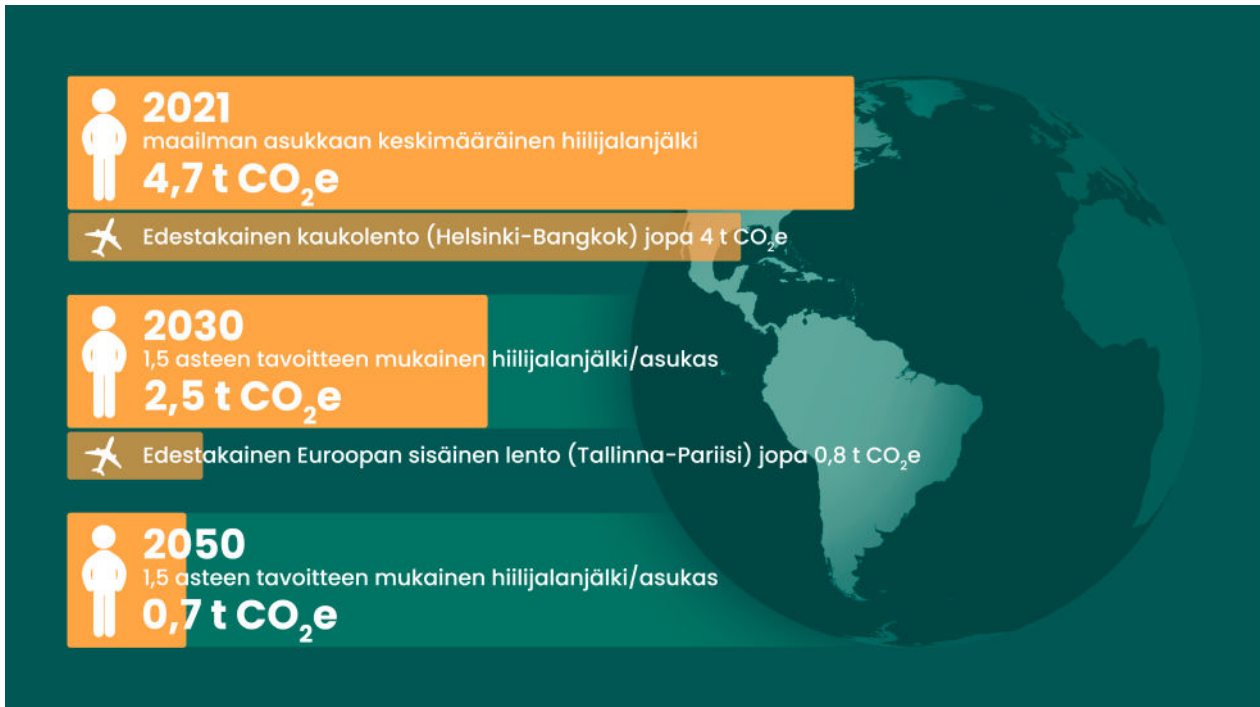 2021
maailman asukkaan keskimääräinen hiilijalanjälki
4,7 t CO₂e
Edestakainen kaukolento (Helsinki-Bangkok) jopa 4 t CO₂e
2030
1,5 asteen tavoitteen mukainen hiilijalanjälki/asukas
2,5 t CO₂e
Edestakainen Euroopan sisäinen lento (Tallinna-Pariisi) jopa 0,8 t CO₂e
2050
1,5 asteen tavoitteen mukainen hiilijalanjälki/asukas
0,7 t CO₂e